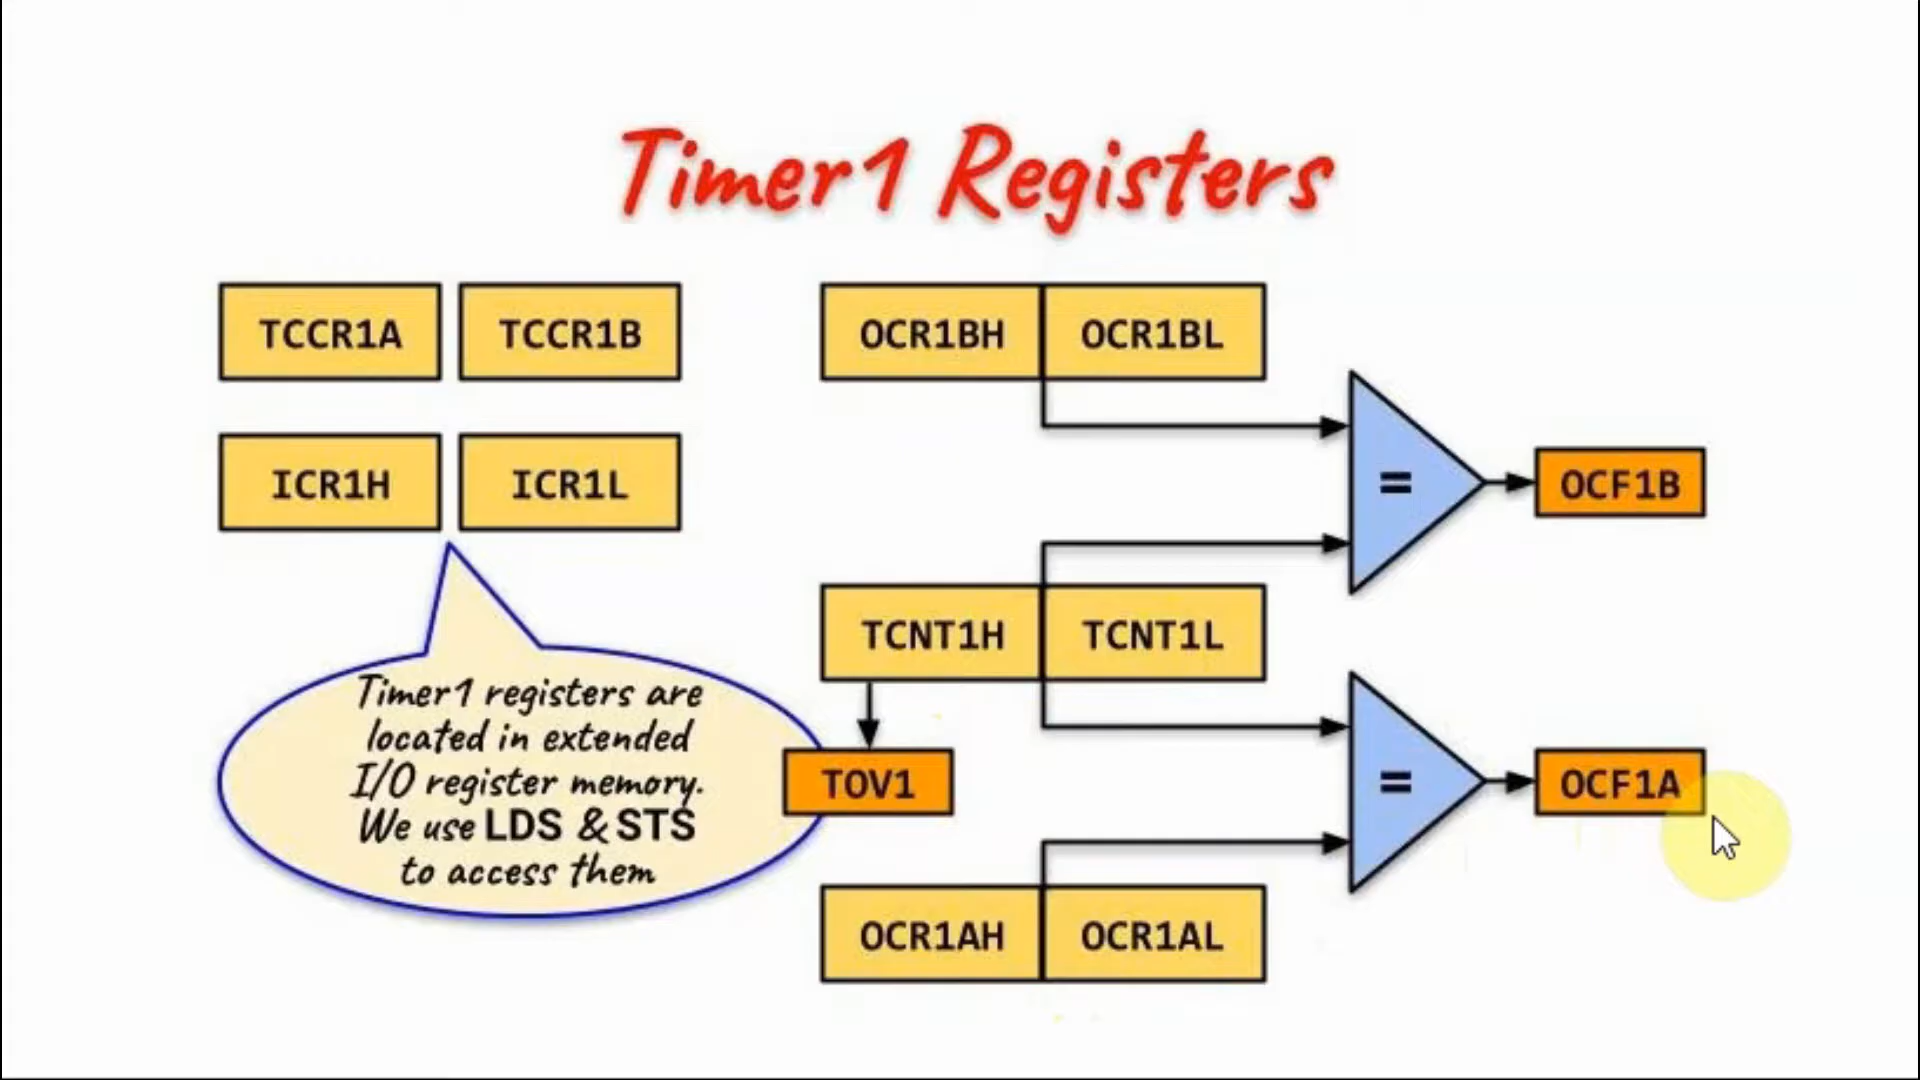 Timer1 Registers
TCCR1A TCCR1B
OCR1BH OCR1BL
ICR1H ICR1L
= OCF1B
TCNT1H TCNT1L
Timer1 registers are
located in extended
I/O register memory.
We use LDS & STS
to access them
TOV1
= OCF1A
OCR1AH OCR1AL